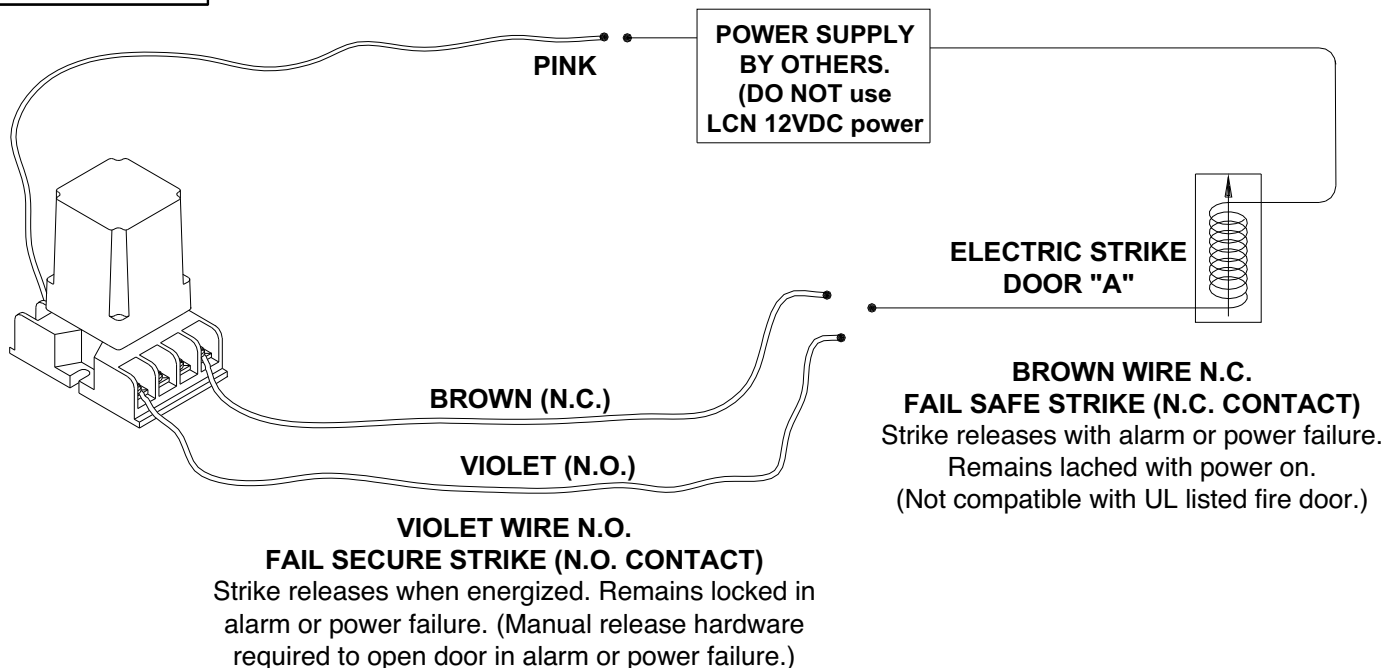 POWER SUPPLY
BY OTHERS.
(DO NOT use
LCN 12VDC power
PINK
ELECTRIC STRIKE
DOOR "A"
BROWN (N.C.)
VIOLET (N.O.)
BROWN WIRE N.C.
FAIL SAFE STRIKE (N.C. CONTACT)
Strike releases with alarm or power failure.
Remains lached with power on.
(Not compatible with UL listed fire door.)
VIOLET WIRE N.O.
FAIL SECURE STRIKE (N.O. CONTACT)
Strike releases when energized. Remains locked in
alarm or power failure. (Manual release hardware
required to open door in alarm or power failure.)